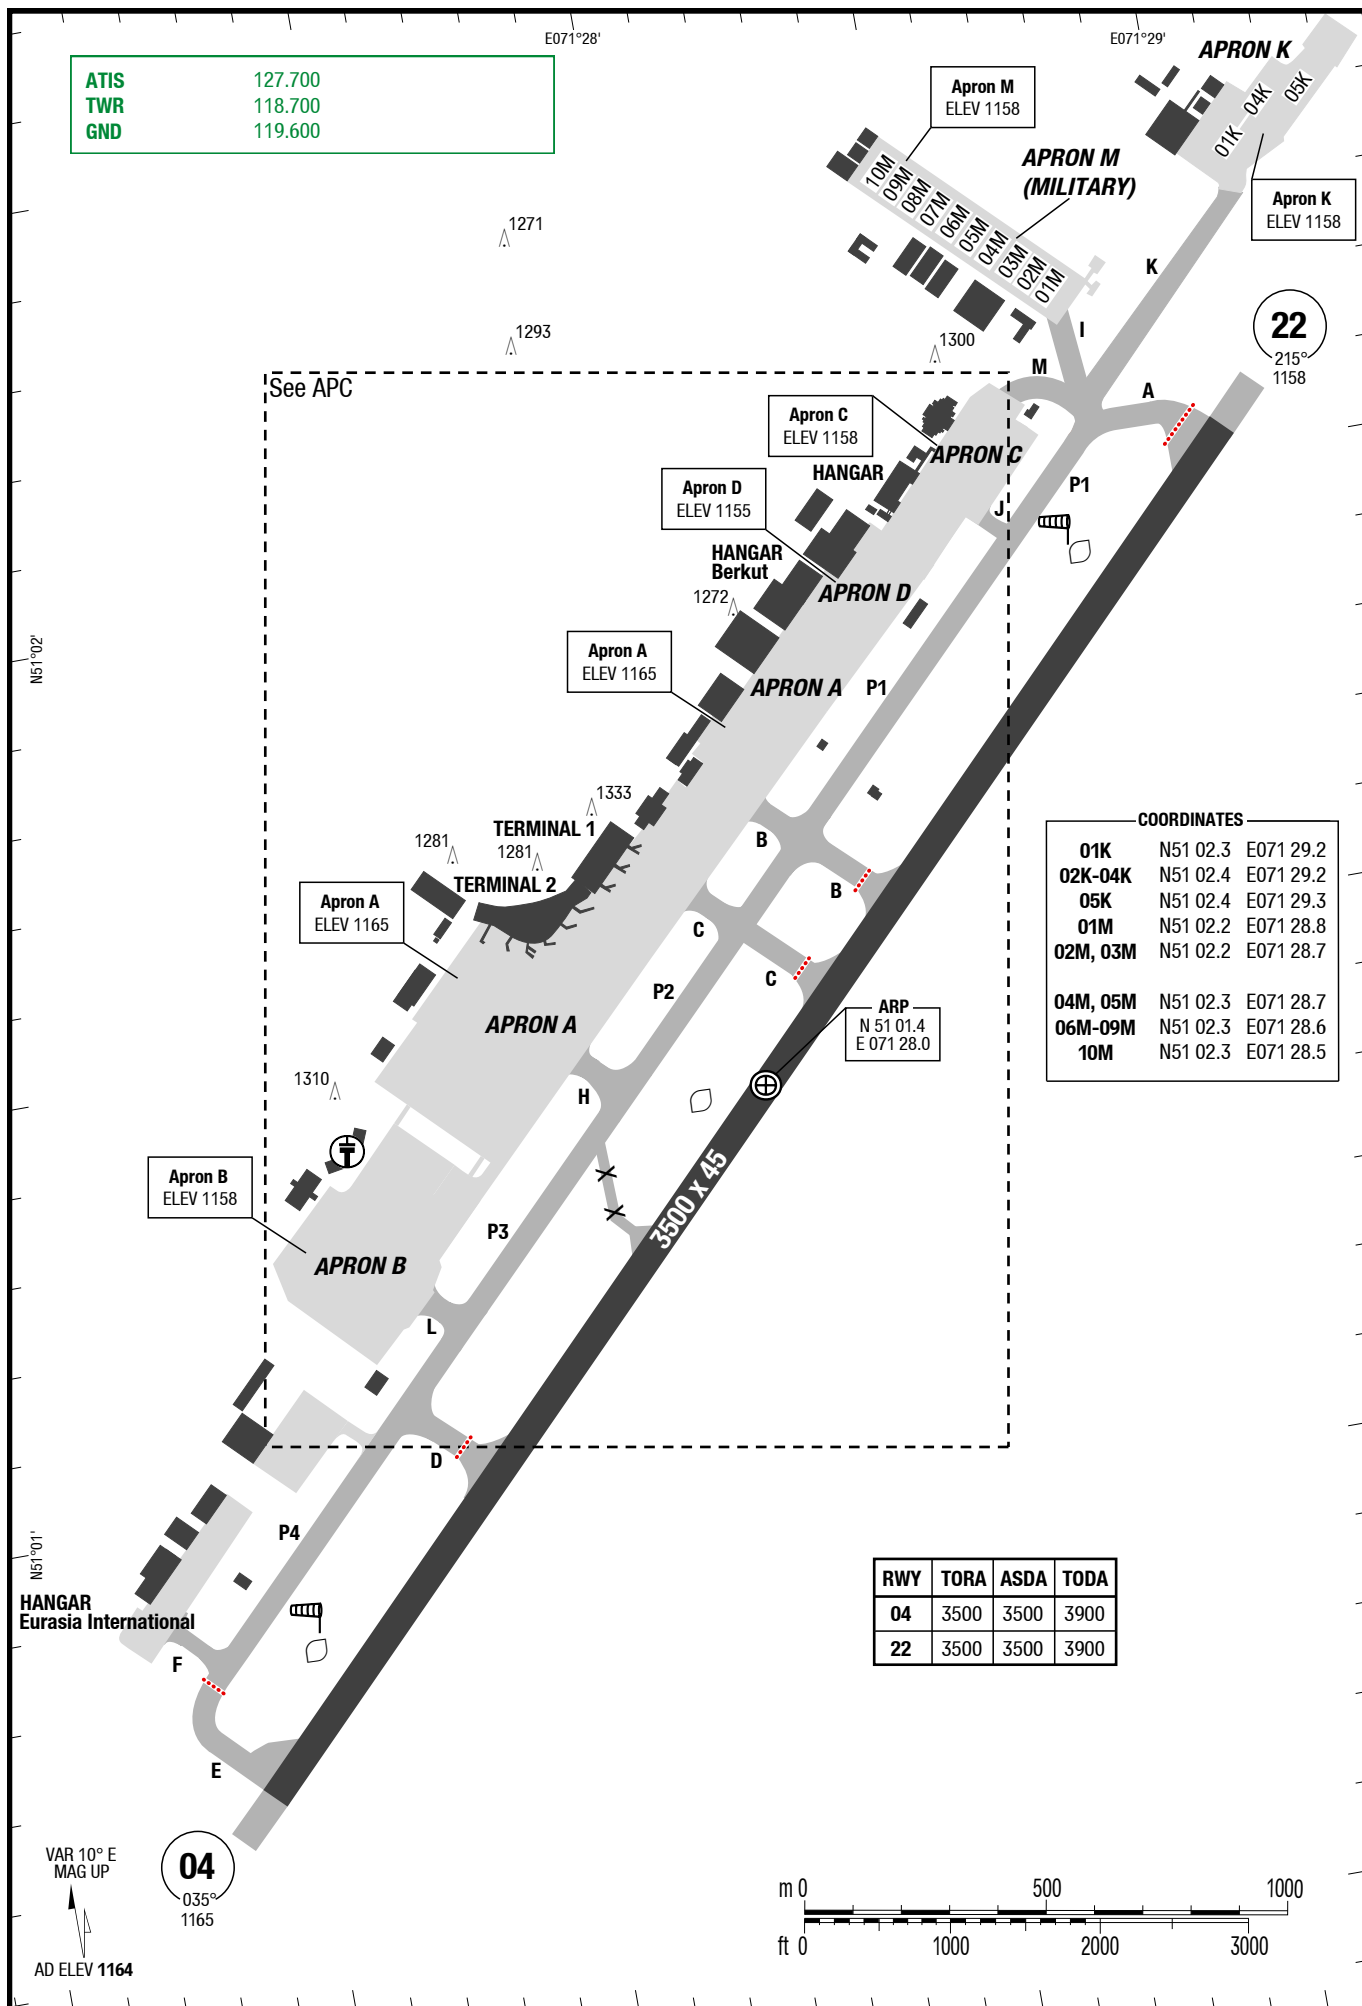 E071°28'
E071°29'
ATIS 127.700
TWR 118.700
GND 119.600
APRON K
01K
04K
05K
Apron M
ELEV 1158
APRON M
(MILITARY)
10M
09M
08M
07M
06M
05M
04M
03M
02M
01M
Apron K
ELEV 1158
1271
K
22
215°
1158
1293
I
1300
M
A
See APC
Apron C
ELEV 1158
APRON C
HANGAR
P1
Apron D
ELEV 1155
J
HANGAR
Berkut
APRON D
1272
N51°02'
Apron A
ELEV 1165
APRON A
P1
1333
TERMINAL 1
1281
1281
TERMINAL 2
B
B
Apron A
ELEV 1165
C
C
P2
APRON A
COORDINATES
01K N51 02.3 E071 29.2
02K-04K N51 02.4 E071 29.2
05K N51 02.4 E071 29.3
01M N51 02.2 E071 28.8
02M, 03M N51 02.2 E071 28.7
04M, 05M N51 02.3 E071 28.7
06M-09M N51 02.3 E071 28.6
10M N51 02.3 E071 28.5
ARP
N 51 01.4
E 071 28.0
1310
H
X
X
3500 x 45
Apron B
ELEV 1158
P3
APRON B
L
D
N51°01'
P4
HANGAR
Eurasia International
F
E
RWY TORA ASDA TODA
04 3500 3500 3900
22 3500 3500 3900
04
035°
1165
VAR 10° E
MAG UP
AD ELEV 1164
m 0 500 1000
ft 0 1000 2000 3000